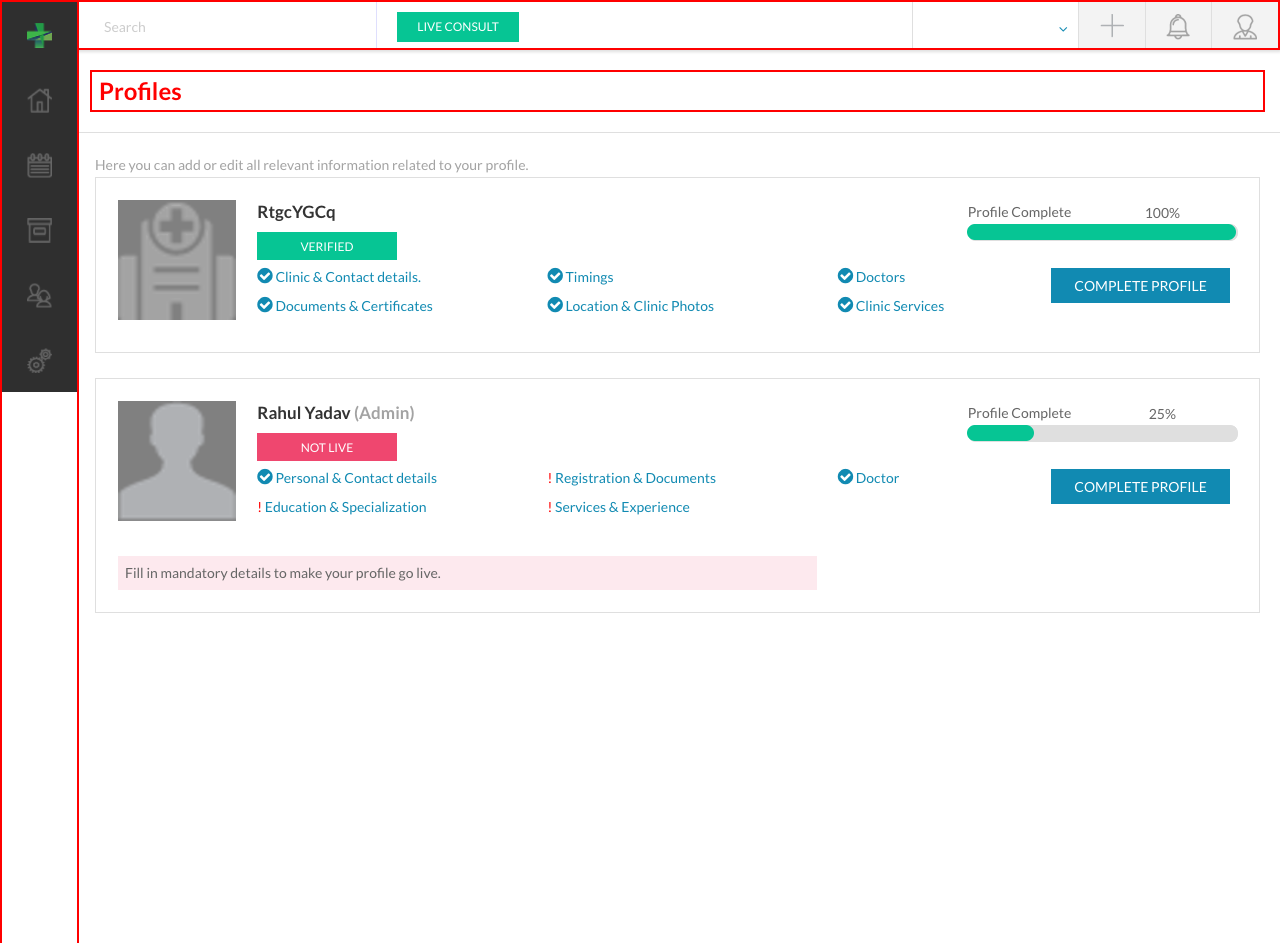 Search
LIVE CONSULT
Profiles
Here you can add or edit all relevant information related to your profile.
RtgcYGCq
Profile Complete 100%
VERIFIED
Clinic & Contact details. Timings Doctors
COMPLETE PROFILE
Documents & Certificates Location & Clinic Photos Clinic Services
Rahul Yadav (Admin)
Profile Complete 25%
NOT LIVE
Personal & Contact details ! Registration & Documents Doctor
COMPLETE PROFILE
! Education & Specialization ! Services & Experience
Fill in mandatory details to make your profile go live.